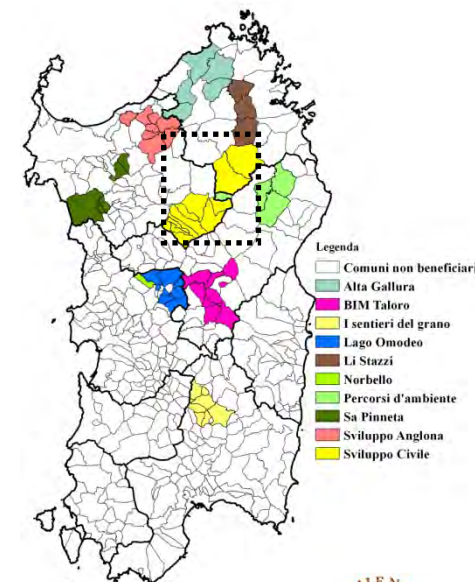 Legenda
Comuni non beneficiari
Alta Gallura
BIM Taloro
I sentieri del grano
Lago Omodeo
Li Stazzi
Norbello
Percorsi d'ambiente
Sa Pinneta
Sviluppo Anglona
Sviluppo Civile